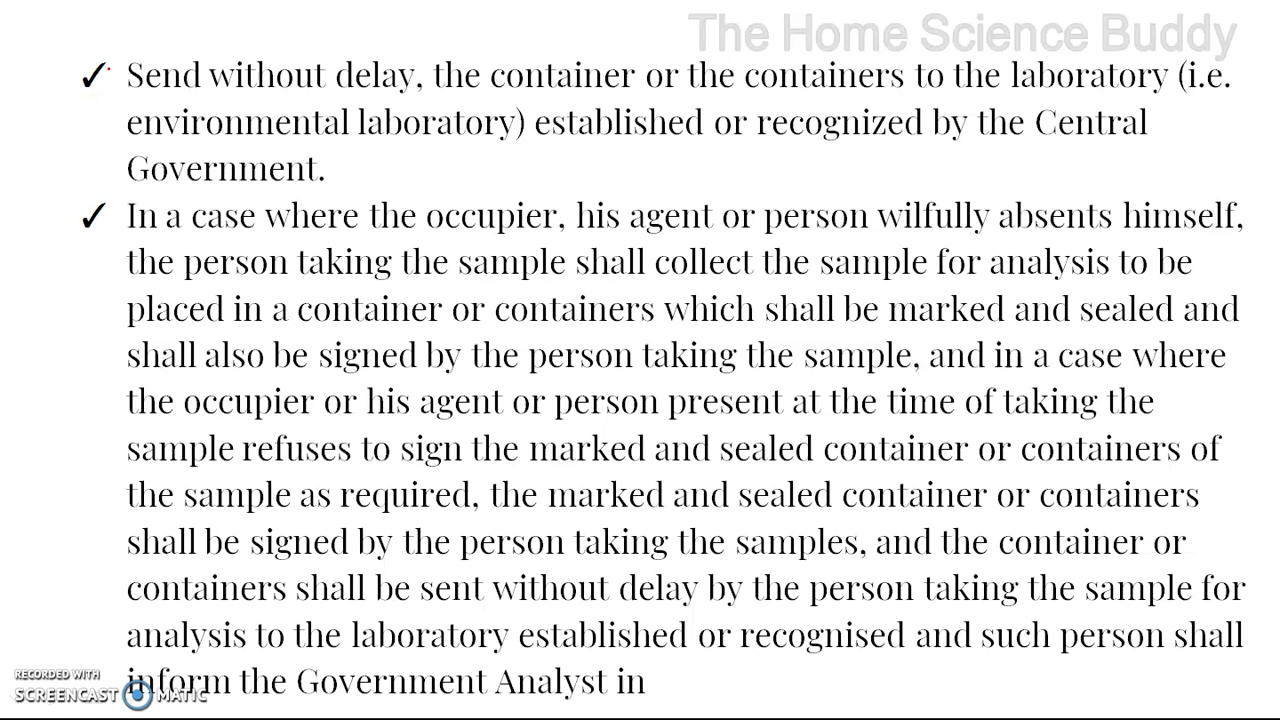 The Home Science Buddy
✓ Send without delay, the container or the containers to the laboratory (i.e.
environmental laboratory) established or recognized by the Central
Government.
✓ In a case where the occupier, his agent or person wilfully absents himself,
the person taking the sample shall collect the sample for analysis to be
placed in a container or containers which shall be marked and sealed and
shall also be signed by the person taking the sample, and in a case where
the occupier or his agent or person present at the time of taking the
sample refuses to sign the marked and sealed container or containers of
the sample as required, the marked and sealed container or containers
shall be signed by the person taking the samples, and the container or
containers shall be sent without delay by the person taking the sample for
analysis to the laboratory established or recognised and such person shall
inform the Government Analyst in
RECORDED WITH
SCREENCAST MATIC